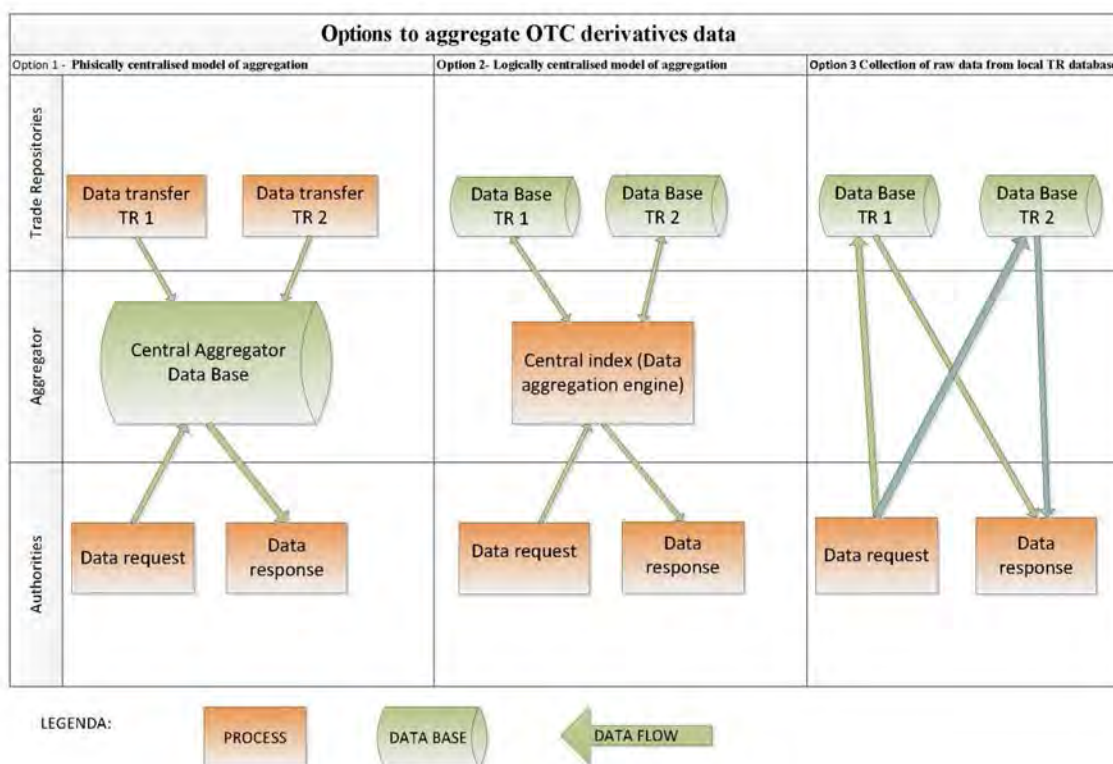 Options to aggregate OTC derivatives data
Option 1 - Phisically centralised model of aggregation
Option 2- Logically centralised model of aggregation
Option 3 Collection of raw data from local TR database
Trade Repositories
Data transfer
TR 1
Data transfer
TR 2
Data Base
TR 1
Data Base
TR 2
Data Base
TR 1
Data Base
TR 2
Aggregator
Central Aggregator
Data Base
Central index (Data
aggregation engine)
Authorities
Data request
Data
response
Data request
Data
response
Data request
Data
response
LEGENDA:
PROCESS
DATA BASE
DATA FLOW